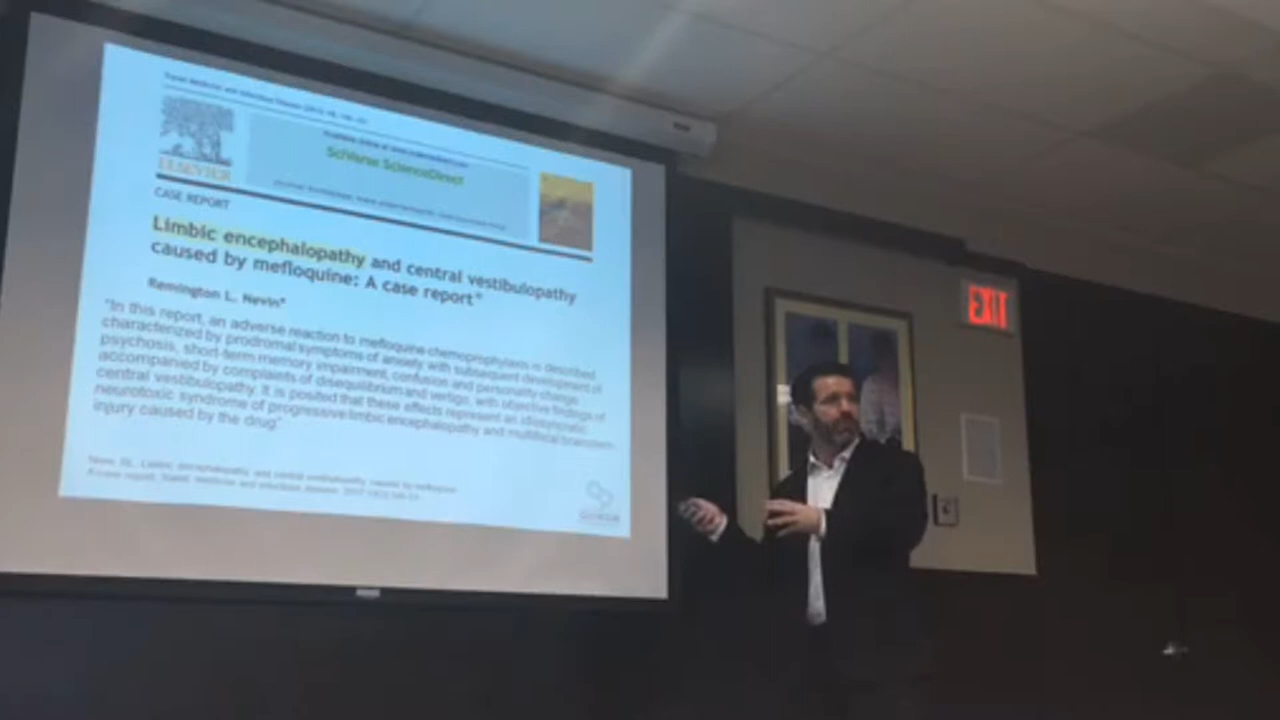 ELSEVIER
SciVerse ScienceDirect
CASE REPORT
Limbic encephalopathy and central vestibulopathy
caused by mefloquine: A case report*
Remington L. Nevin*
"In this report, an adverse reaction to mefloquine chemoprophylaxis is described
characterized by prodromal symptoms of anxiety with subsequent development of
psychosis, short-term memory impairment, confusion and personality change
accompanied by complaints of disequilibrium and vertigo, with objective findings of
central vestibulopathy. It is posited that these effects represent an idiosyncratic
neurotoxic syndrome of progressive limbic encephalopathy and multifocal brainstem
injury caused by the drug"
EXIT